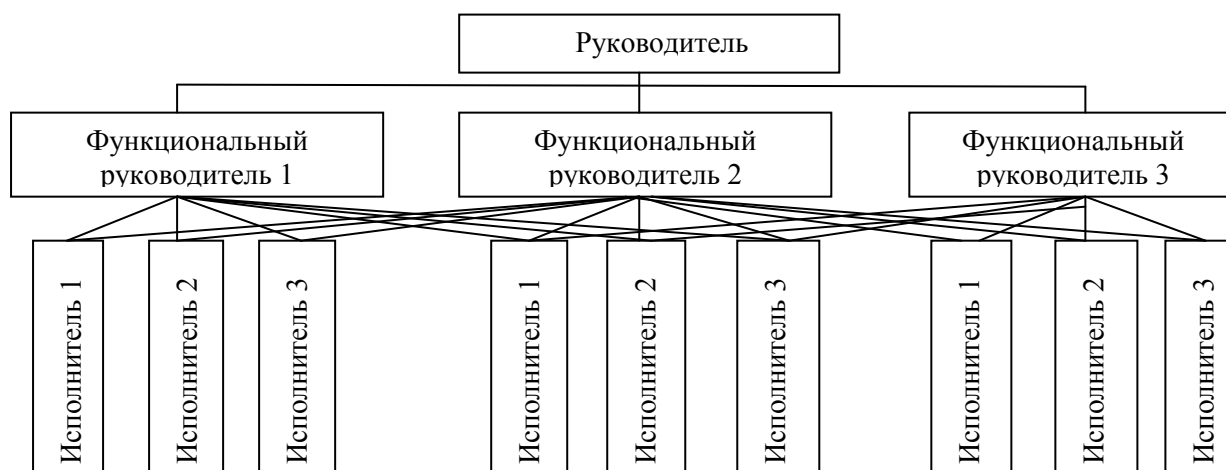 Руководитель
Функциональный
руководитель 1
Функциональный
руководитель 2
Функциональный
руководитель 3
Исполнитель 1
Исполнитель 2
Исполнитель 3
Исполнитель 1
Исполнитель 2
Исполнитель 3
Исполнитель 1
Исполнитель 2
Исполнитель 3